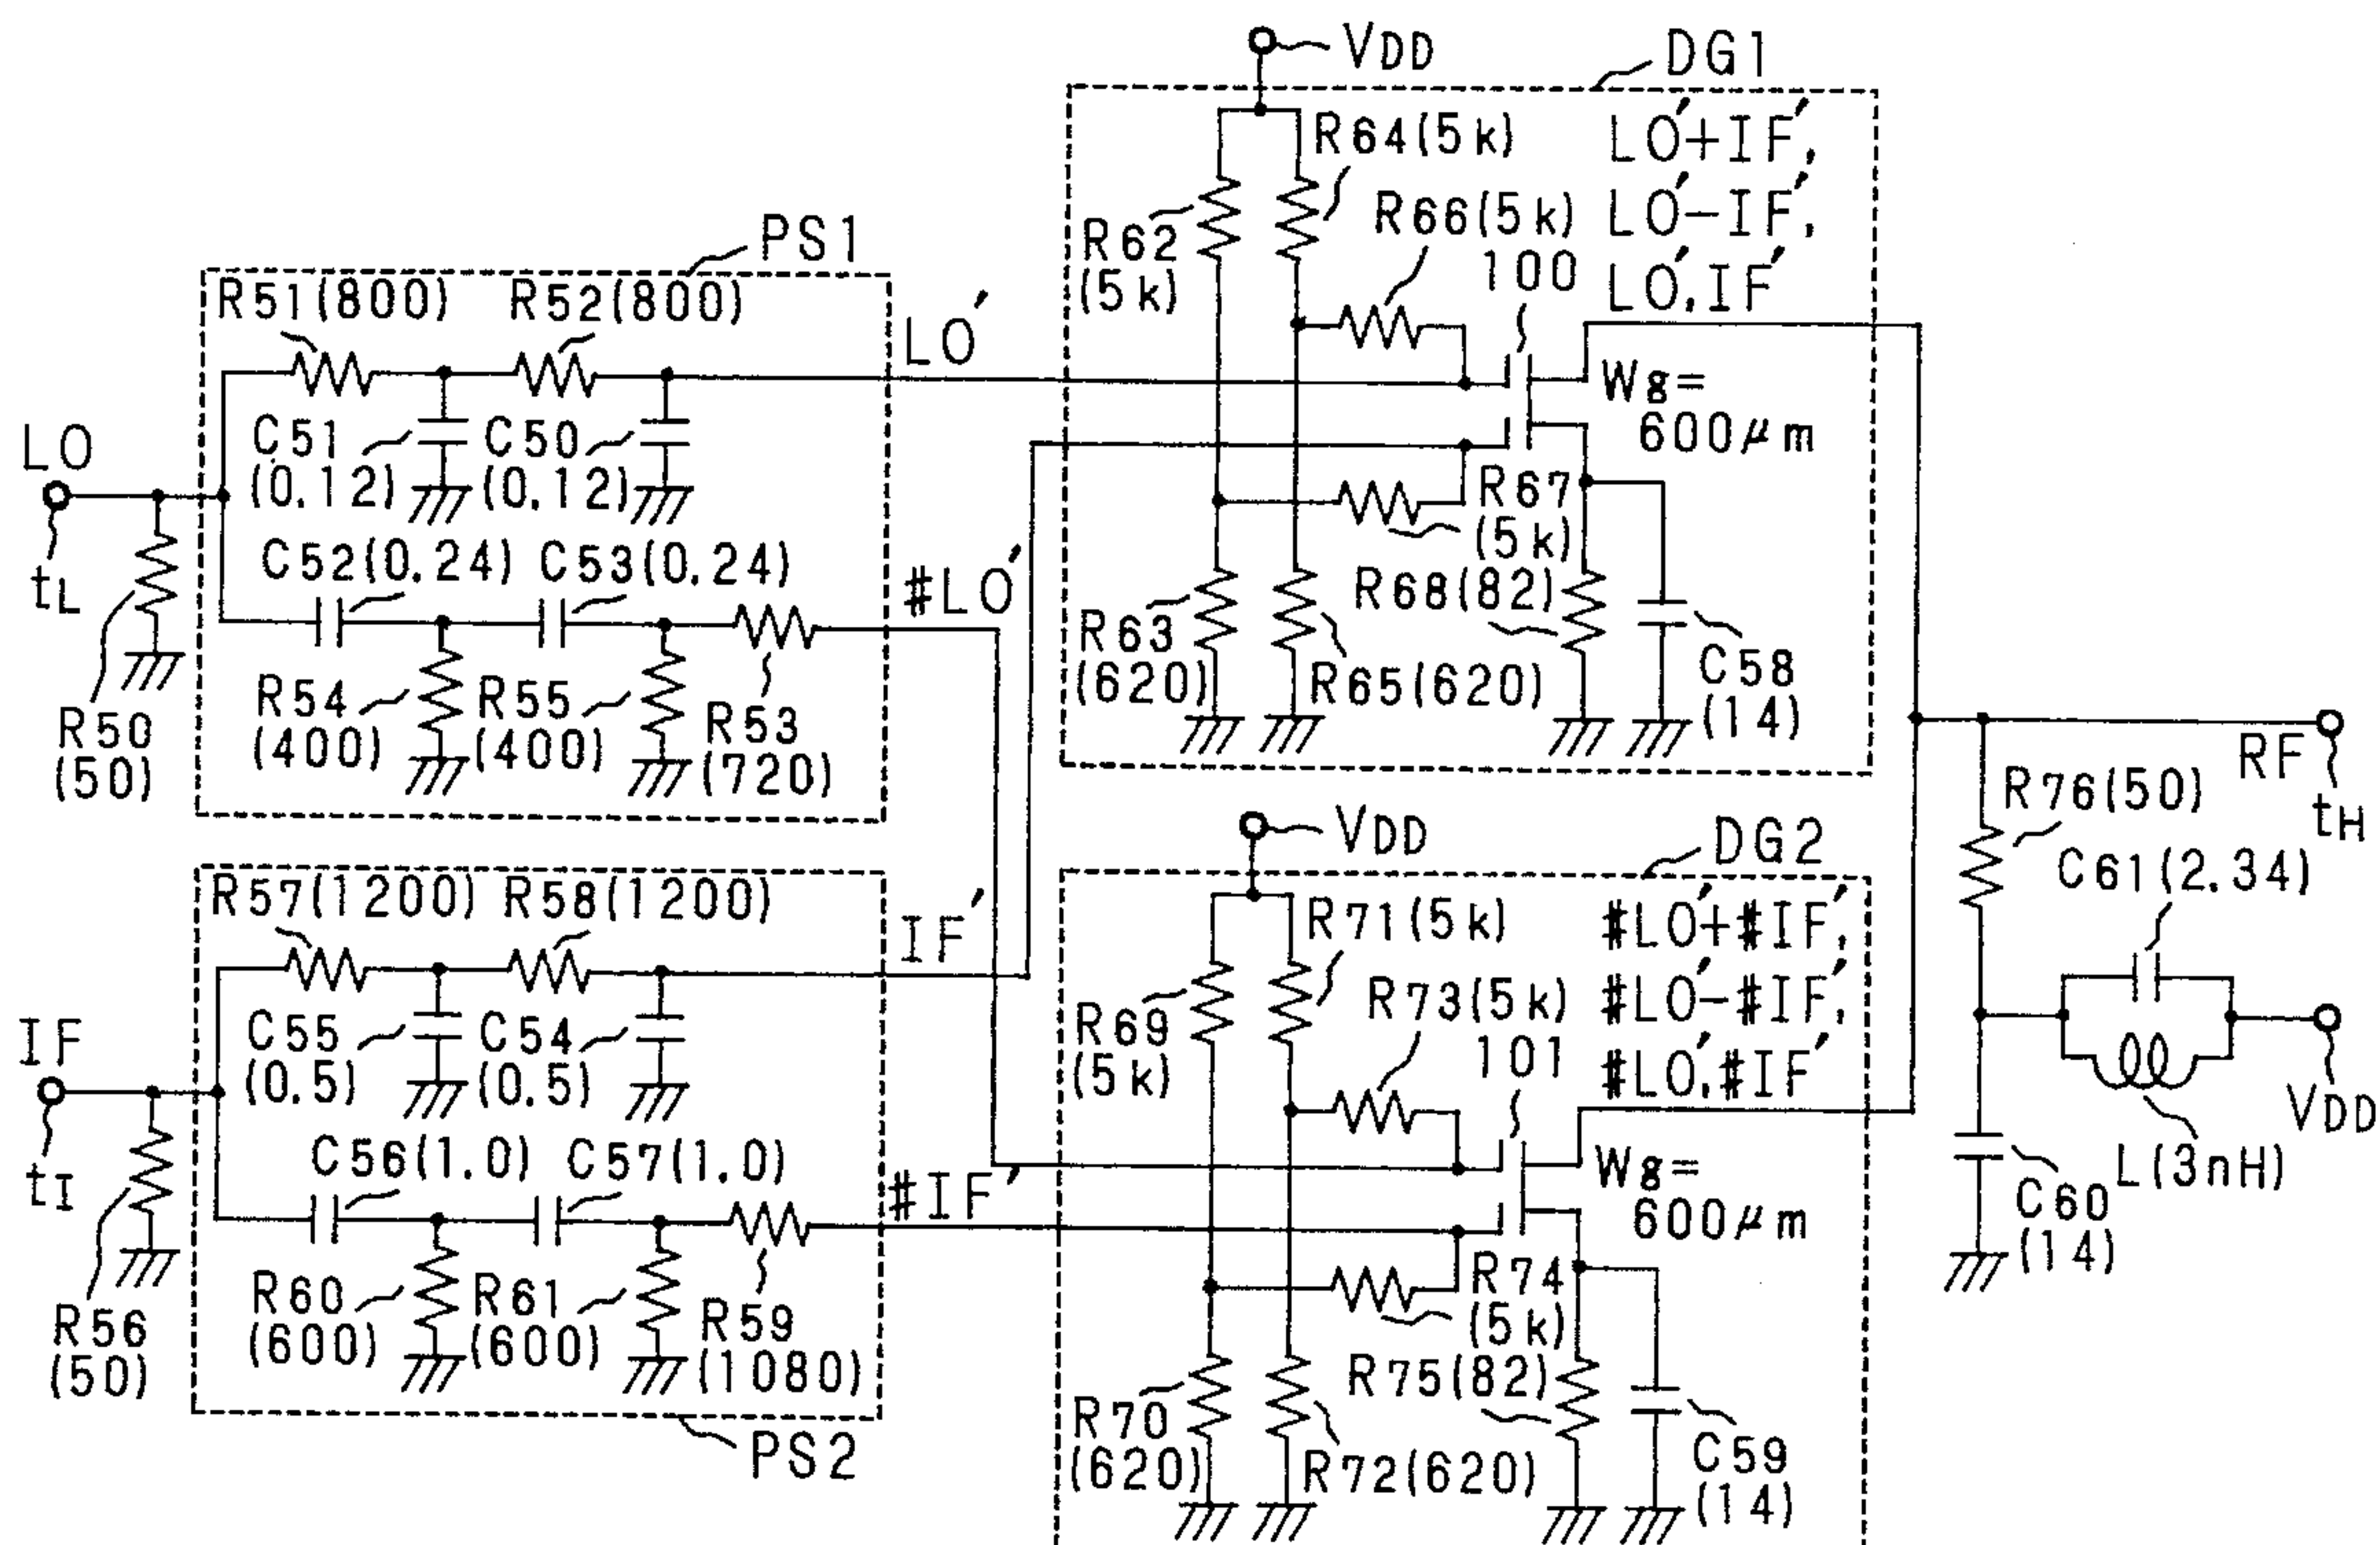 VDD
DG1
R64(5k)
LO'+IF',
R66(5k)
LO'-IF',
R62
(5k)
100
LO'.IF'
PS1
R51(800)
R52(800)
LO'
Wg=
600μm
C51
(0.12)
C50
(0.12)
LO
tL
R67
(5k)
C52(0.24)
C53(0.24)
#LO'
R68(82)
R63
(620)
R65(620)
C58
(14)
R50
(50)
R54
(400)
R55
(400)
R53
(720)
RF
tH
R76(50)
VDD
DG2
C61(2.34)
R57(1200)
R58(1200)
IF'
R71(5k)
#LO'+#IF',
R73(5k)
#LO'-#IF',
R69
(5k)
101
#LO'.#IF'
C55
(0.5)
C54
(0.5)
IF
tI
VDD
C56(1.0)
C57(1.0)
#IF'
Wg=
600μm
L(3nH)
C60
(14)
R74
(5k)
R60
(600)
R61
(600)
R59
(1080)
R56
(50)
R75(82)
R70
(620)
R72(620)
C59
(14)
PS2